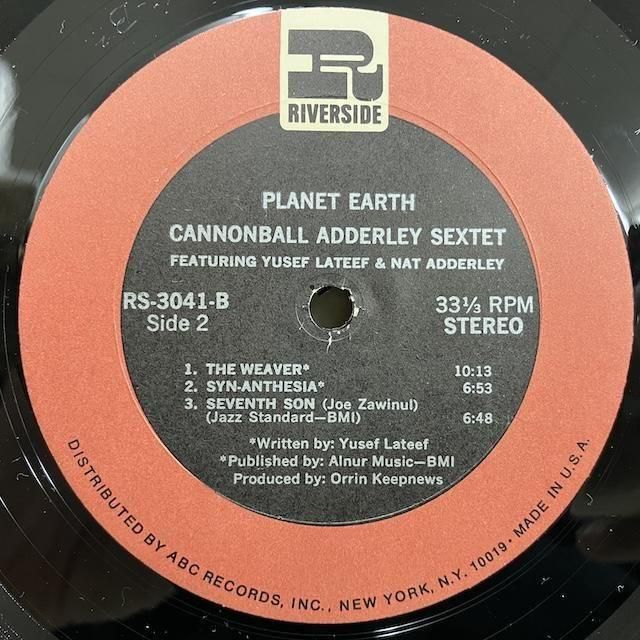 R
RIVERSIDE
PLANET EARTH
CANNONBALL ADDERLEY SEXTET
FEATURING YUSEF LATEEF & NAT ADDERLEY
RS-3041-B
Side 2
33⅓ RPM
STEREO
1. THE WEAVER* 10:13
2. SYN-ANTHESIA* 6:53
3. SEVENTH SON (Joe Zawinul)
(Jazz Standard—BMI) 6:48
*Written by: Yusef Lateef
*Published by: Alnur Music—BMI
Produced by: Orrin Keepnews
DISTRIBUTED BY ABC RECORDS, INC., NEW YORK, N.Y. 10019 • MADE IN U.S.A.